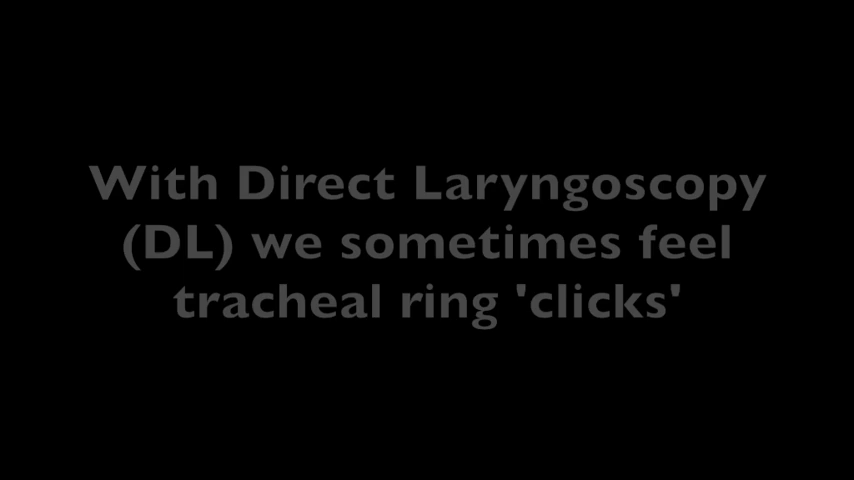 With Direct Laryngoscopy
(DL) we sometimes feel
tracheal ring 'clicks'